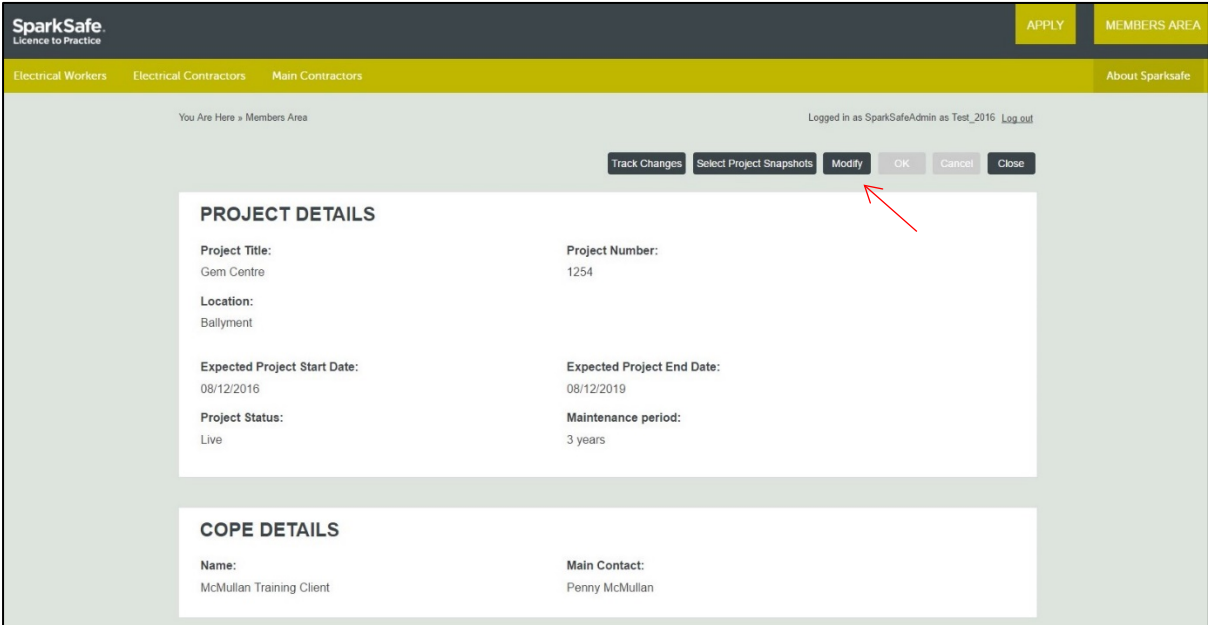 SparkSafe.
Licence to Practice
APPLY
MEMBERS AREA
Electrical Workers
Electrical Contractors
Main Contractors
About Sparksafe
You Are Here » Members Area
Logged in as SparkSafeAdmin as Test_2016 Log out
Track Changes
Select Project Snapshots
Modify
OK
Cancel
Close
PROJECT DETAILS
Project Title:
Project Number:
Gem Centre
1254
Location:
Ballyment
Expected Project Start Date:
Expected Project End Date:
08/12/2016
08/12/2019
Project Status:
Maintenance period:
Live
3 years
COPE DETAILS
Name:
Main Contact:
McMullan Training Client
Penny McMullan